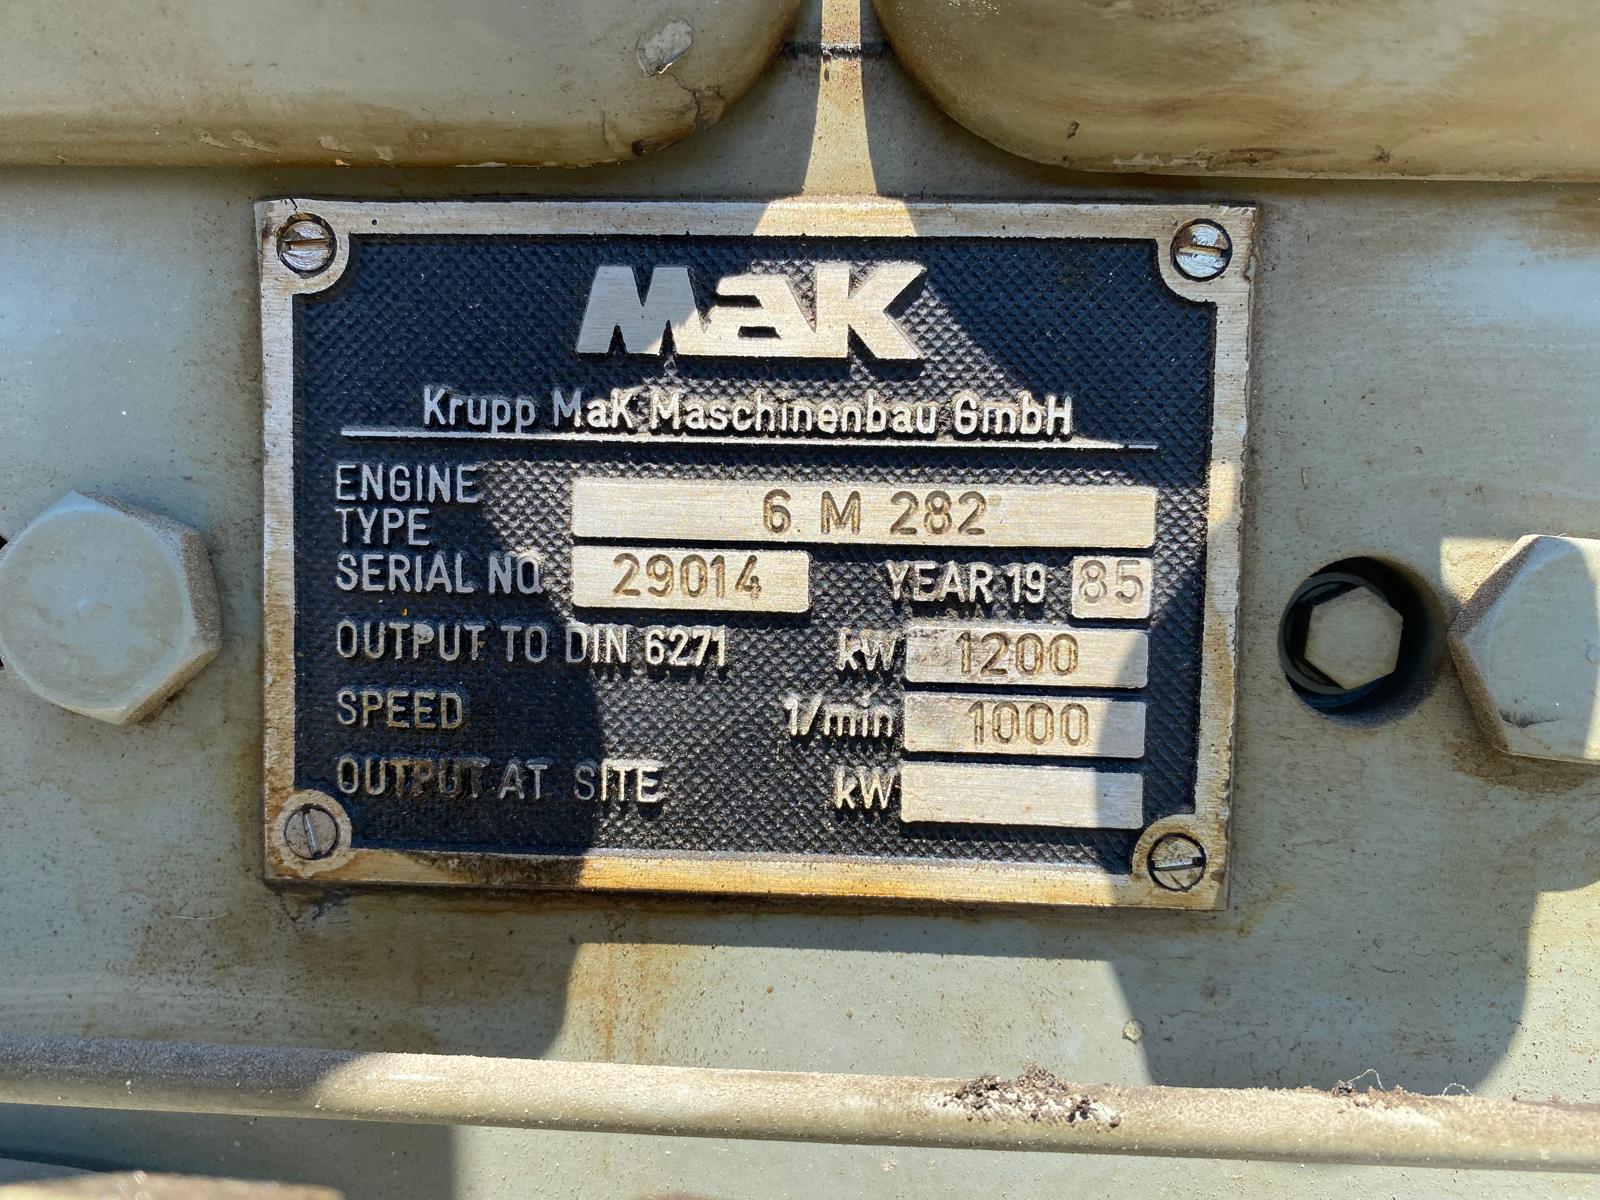 MaK
Krupp MaK Maschinenbau GmbH
ENGINE TYPE 6 M 282
SERIAL NO. 29014 YEAR 19 85
OUTPUT TO DIN 6271 kW 1200
SPEED 1/min 1000
OUTPUT AT SITE kW